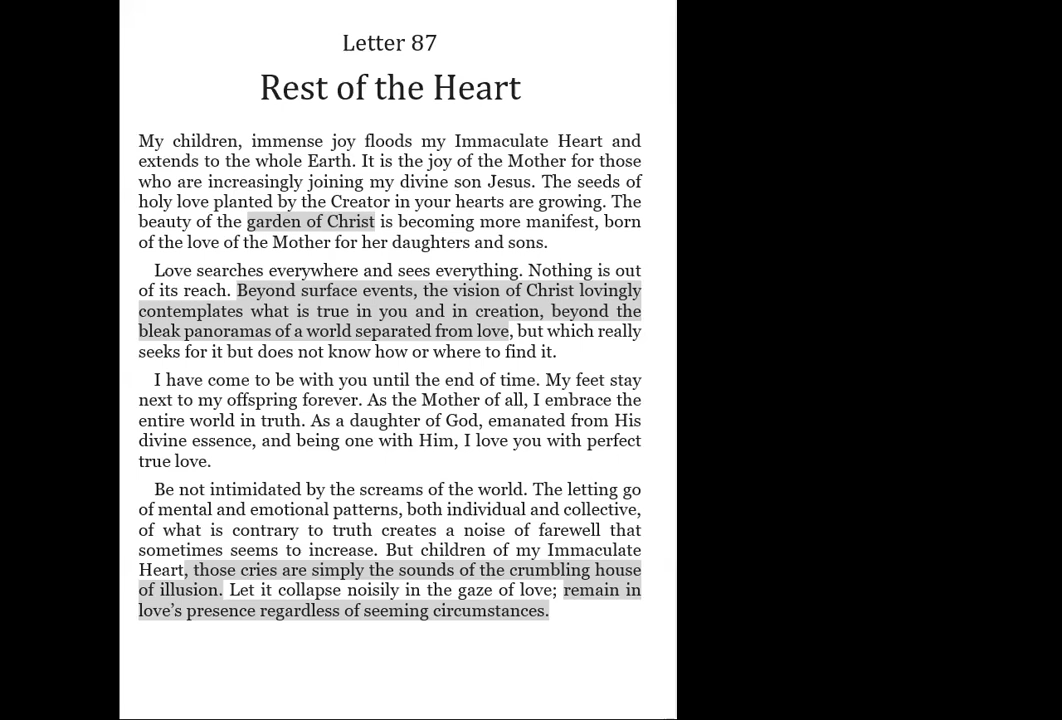 Letter 87
Rest of the Heart
My children, immense joy floods my Immaculate Heart and
extends to the whole Earth. It is the joy of the Mother for those
who are increasingly joining my divine son Jesus. The seeds of
holy love planted by the Creator in your hearts are growing. The
beauty of the garden of Christ is becoming more manifest, born
of the love of the Mother for her daughters and sons.
Love searches everywhere and sees everything. Nothing is out
of its reach. Beyond surface events, the vision of Christ lovingly
contemplates what is true in you and in creation, beyond the
bleak panoramas of a world separated from love, but which really
seeks for it but does not know how or where to find it.
I have come to be with you until the end of time. My feet stay
next to my offspring forever. As the Mother of all, I embrace the
entire world in truth. As a daughter of God, emanated from His
divine essence, and being one with Him, I love you with perfect
true love.
Be not intimidated by the screams of the world. The letting go
of mental and emotional patterns, both individual and collective,
of what is contrary to truth creates a noise of farewell that
sometimes seems to increase. But children of my Immaculate
Heart, those cries are simply the sounds of the crumbling house
of illusion. Let it collapse noisily in the gaze of love; remain in
love's presence regardless of seeming circumstances.